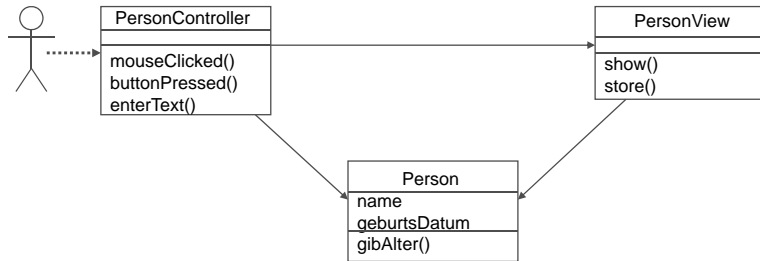 PersonController
mouseClicked()
buttonPressed()
enterText()
PersonView
show()
store()
Person
name
geburtsDatum
gibAlter()